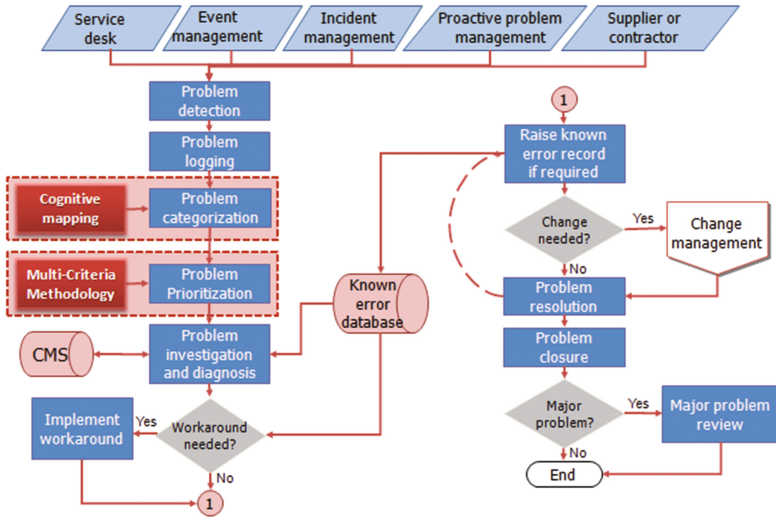 Service
desk
Event
management
Incident
management
Proactive problem
management
Supplier or
contractor
Problem
detection
Problem
logging
Cognitive
mapping
Problem
categorization
Multi-Criteria
Methodology
Problem
Prioritization
CMS
Problem
investigation
and diagnosis
Known
error
database
Implement
workaround
Yes
Workaround
needed?
No
1
1
Raise known
error record
if required
Change
needed?
Yes
Change
management
No
Problem
resolution
Problem
closure
Major
problem?
Yes
Major problem
review
No
End